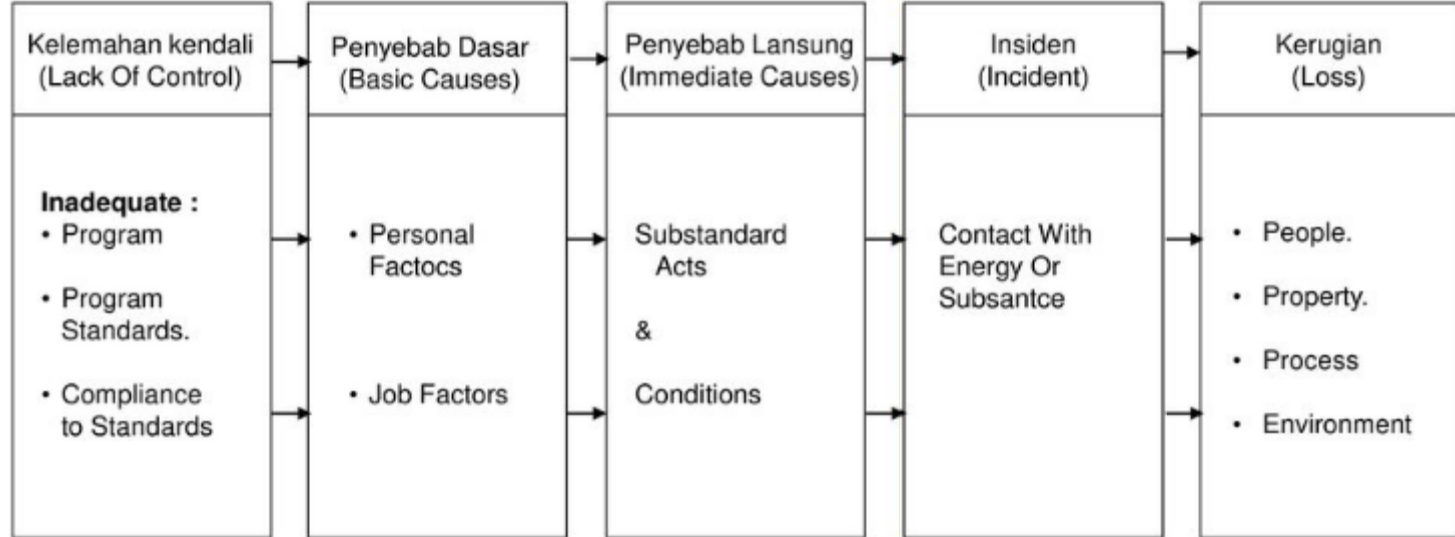 Kelemahan kendali
(Lack Of Control)
Penyebab Dasar
(Basic Causes)
Penyebab Lansung
(Immediate Causes)
Insiden
(Incident)
Kerugian
(Loss)
Inadequate :
• Program
• Program
Standards.
• Compliance
to Standards
• Personal
Factocs
• Job Factors
Substandard
Acts
&
Conditions
Contact With
Energy Or
Subsantce
• People.
• Property.
• Process
• Environment